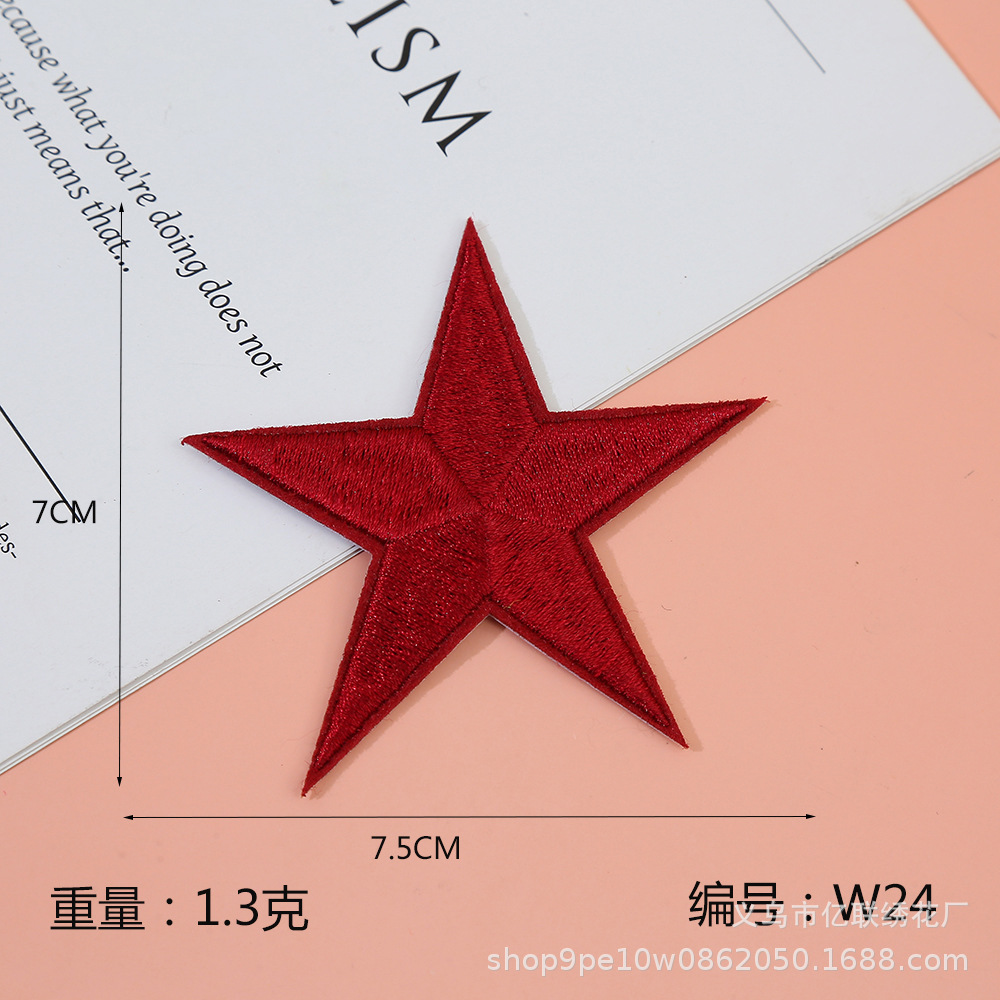 LISM
ecause what you're doing does not
just means that...
des-
7CM
7.5CM
重量：1.3克
编号：W24
义乌市亿联绣花厂
shop9pe10w0862050.1688.com